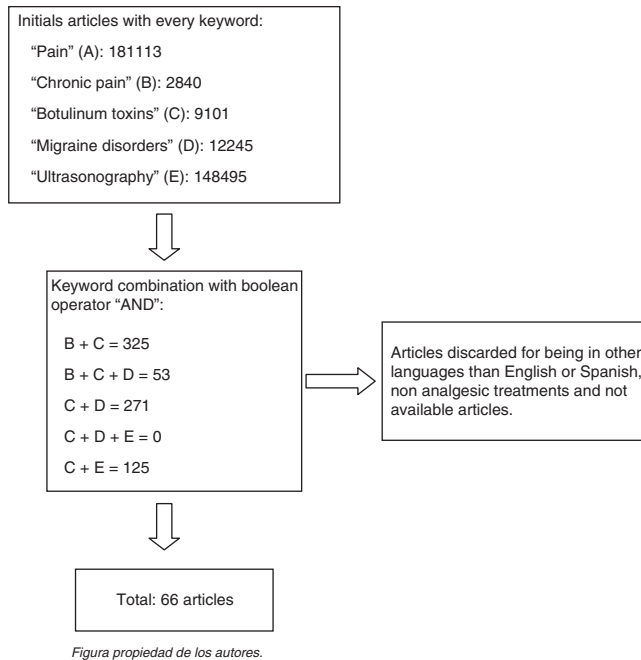 Initials articles with every keyword:
“Pain” (A): 181113
“Chronic pain” (B): 2840
“Botulinum toxins” (C): 9101
“Migraine disorders” (D): 12245
“Ultrasonography” (E): 148495
Keyword combination with boolean
operator “AND”:
B + C = 325
B + C + D = 53
C + D = 271
C + D + E = 0
C + E = 125
Articles discarded for being in other
languages than English or Spanish,
non analgesic treatments and not
available articles.
Total: 66 articles
Figura propiedad de los autores.